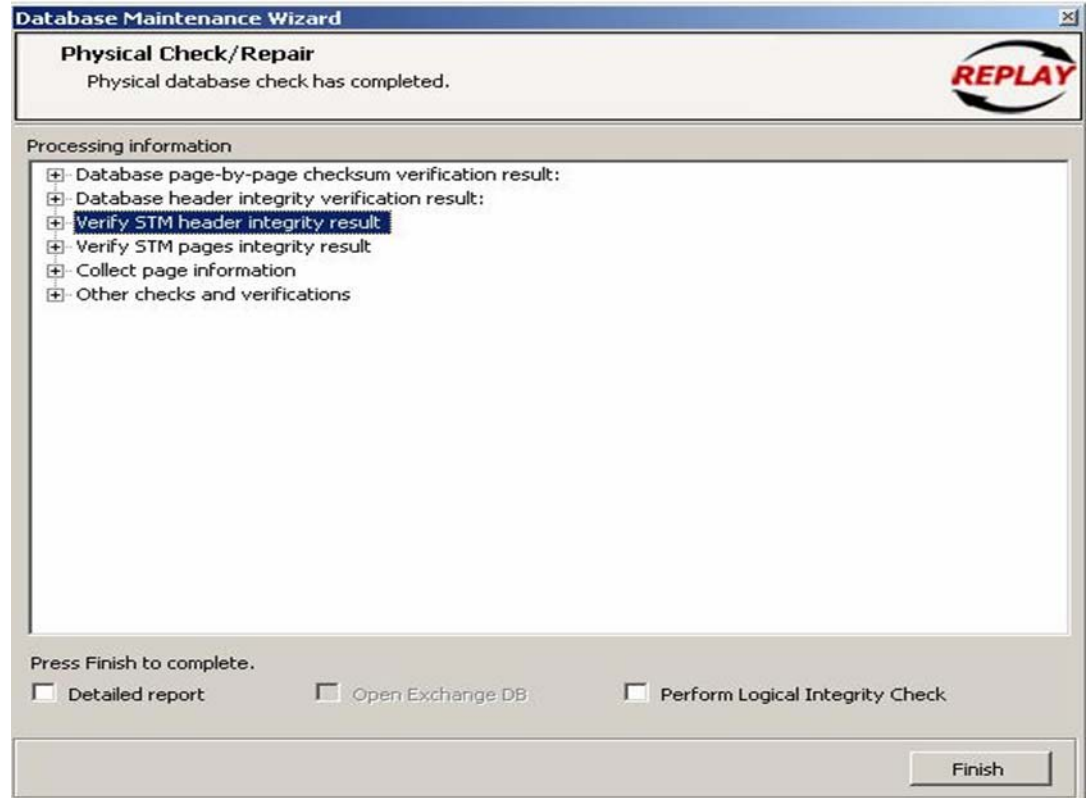 Database Maintenance Wizard
Physical Check/Repair
Physical database check has completed.
REPLAY
Processing information
Database page-by-page checksum verification result:
Database header integrity verification result:
Verify STM header integrity result
Verify STM pages integrity result
Collect page information
Other checks and verifications
Press Finish to complete.
Detailed report Open Exchange DB Perform Logical Integrity Check
Finish